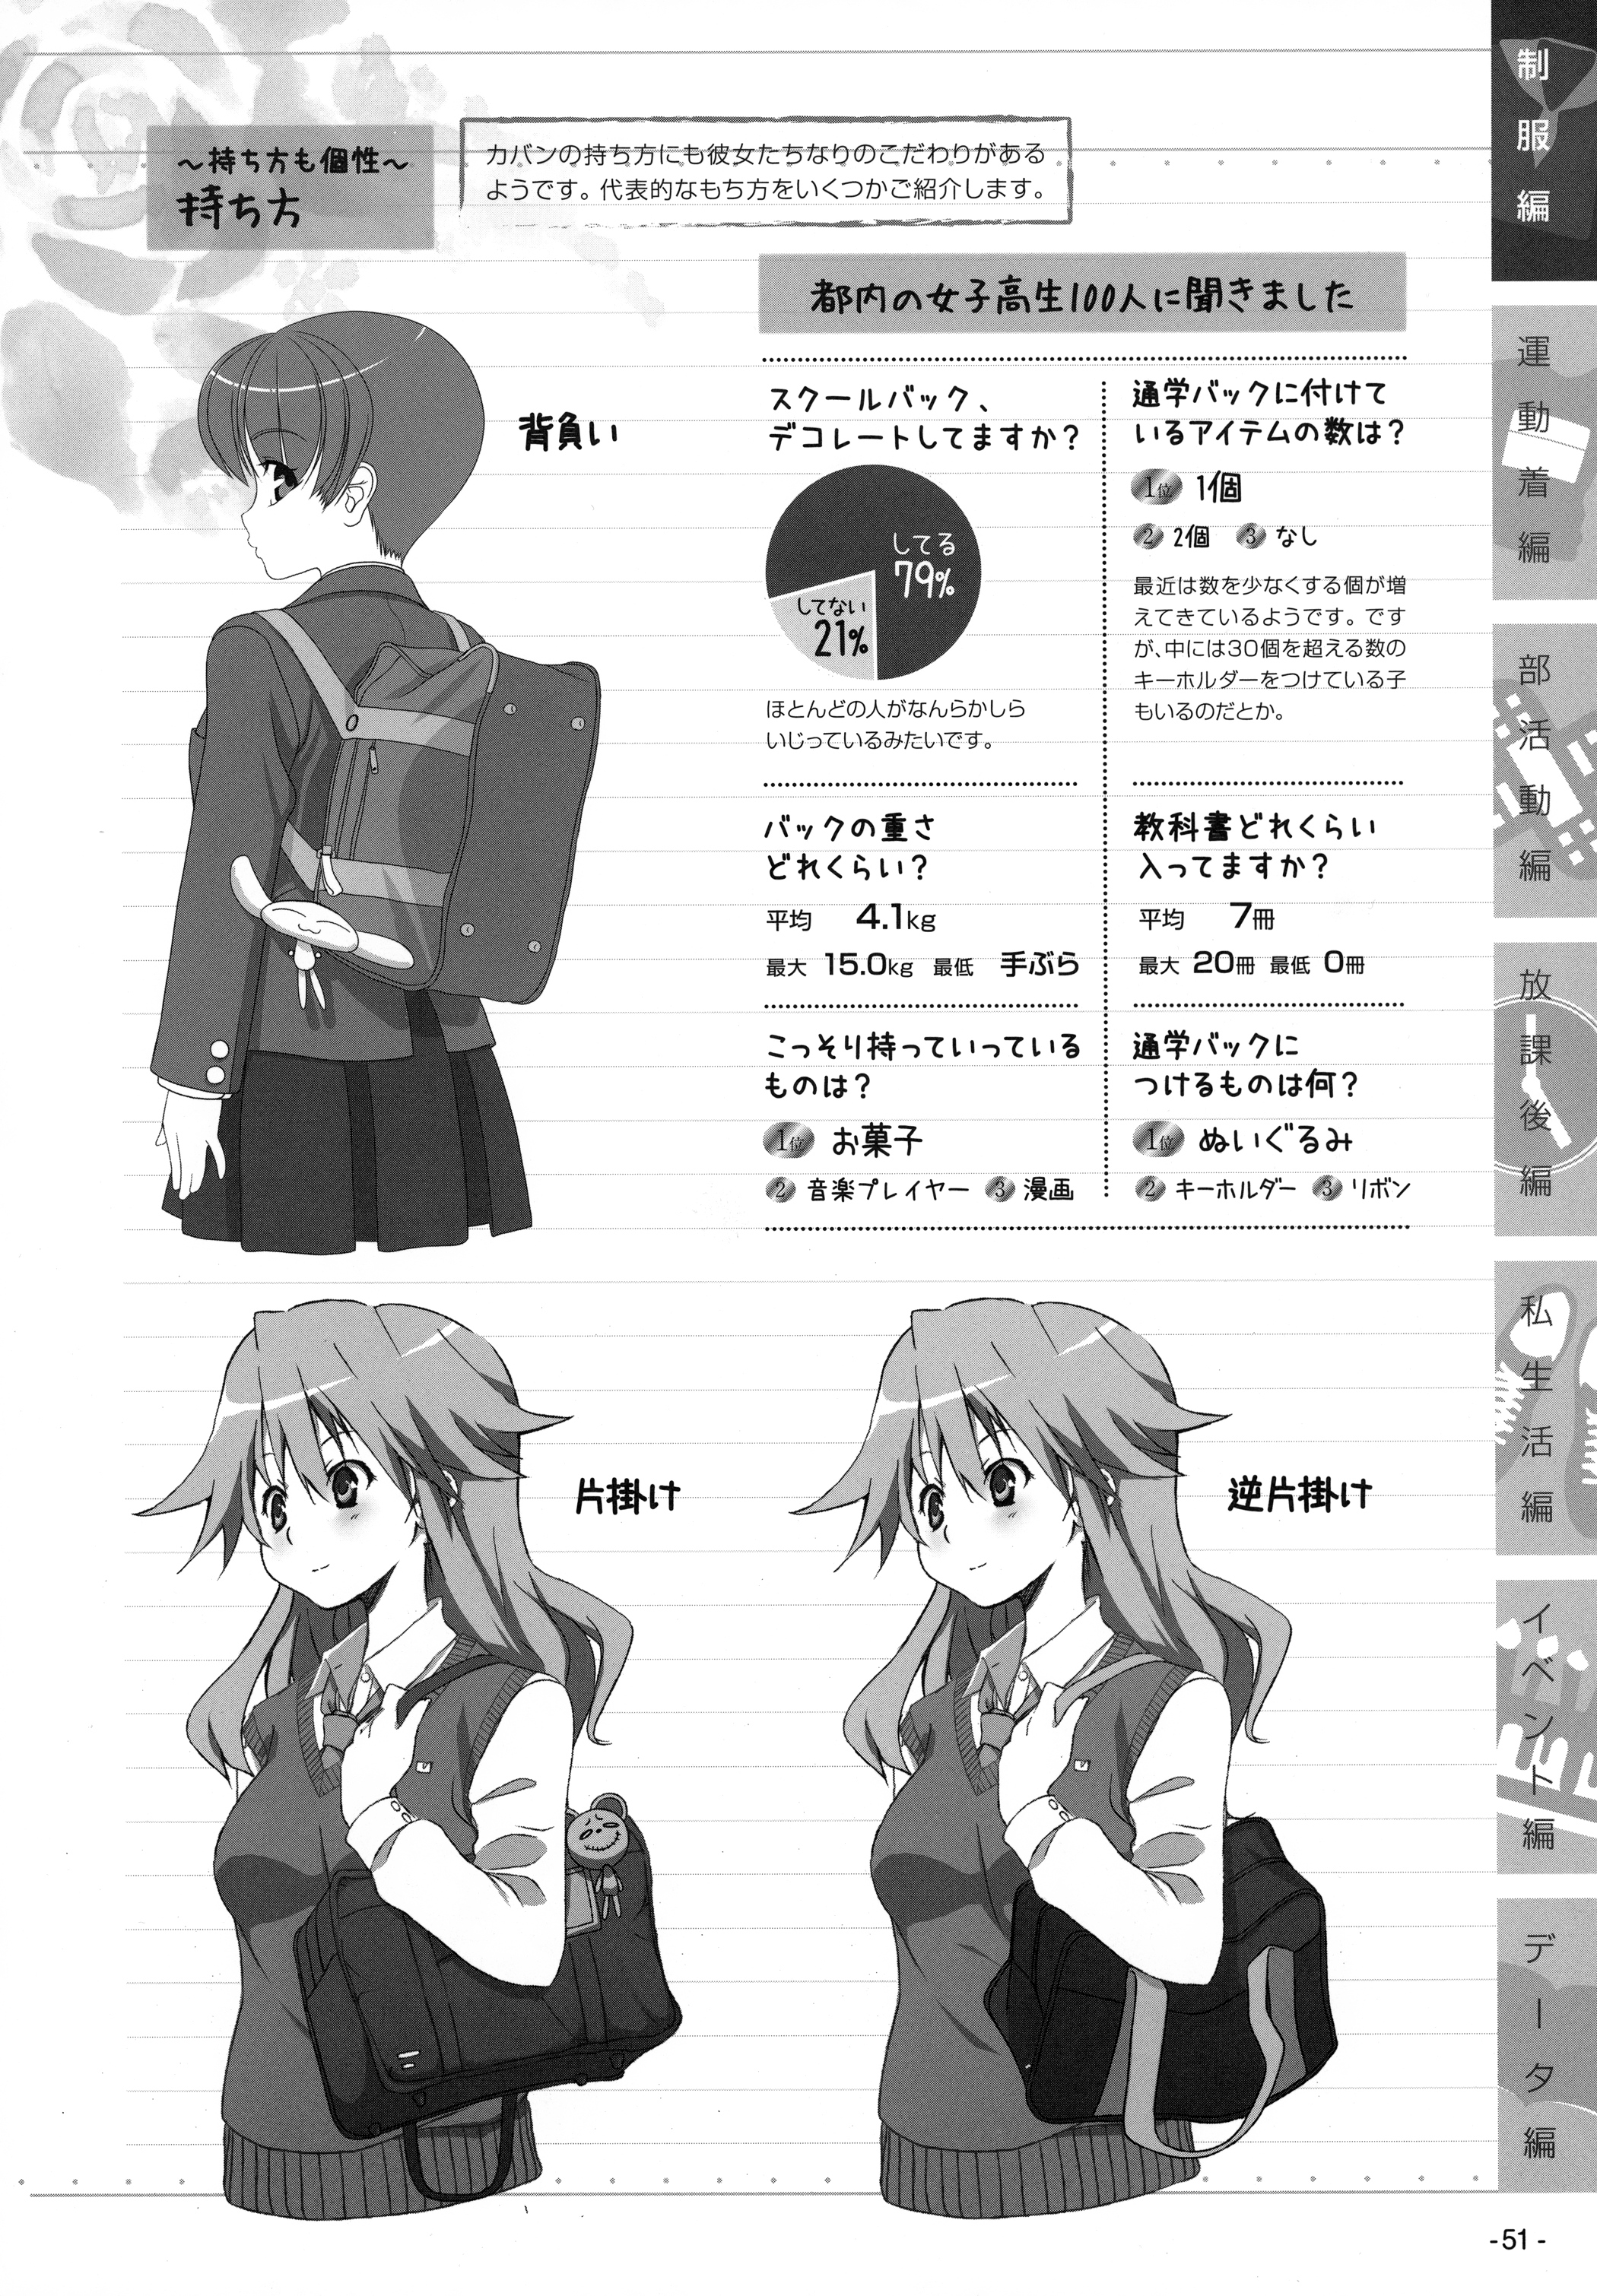 ～持ち方も個性～
持ち方
カバンの持ち方にも彼女たちなりのこだわりがある
ようです。代表的なもち方をいくつかご紹介します。
背負い
都内の女子高生100人に聞きました
スクールバック、
デコレートしてますか？
してる
79%
してない
21%
ほとんどの人がなんらかしら
いじっているみたいです。
通学バックに付けて
いるアイテムの数は？
1位 1個
2 2個 3 なし
最近は数を少なくする個が増
えてきているようです。です
が、中には30個を超える数の
キーホルダーをつけている子
もいるのだとか。
バックの重さ
どれくらい？
平均 4.1kg
最大 15.0kg 最低 手ぶら
教科書どれくらい
入ってますか？
平均 7冊
最大 20冊 最低 0冊
こっそり持っていっている
ものは？
1位 お菓子
2 音楽プレイヤー 3 漫画
通学バックに
つけるものは何？
1位 ぬいぐるみ
2 キーホルダー 3 リボン
片掛け
逆片掛け
制服編
運動着編
部活動編
放課後編
私生活編
イベント編
データ編
-51-